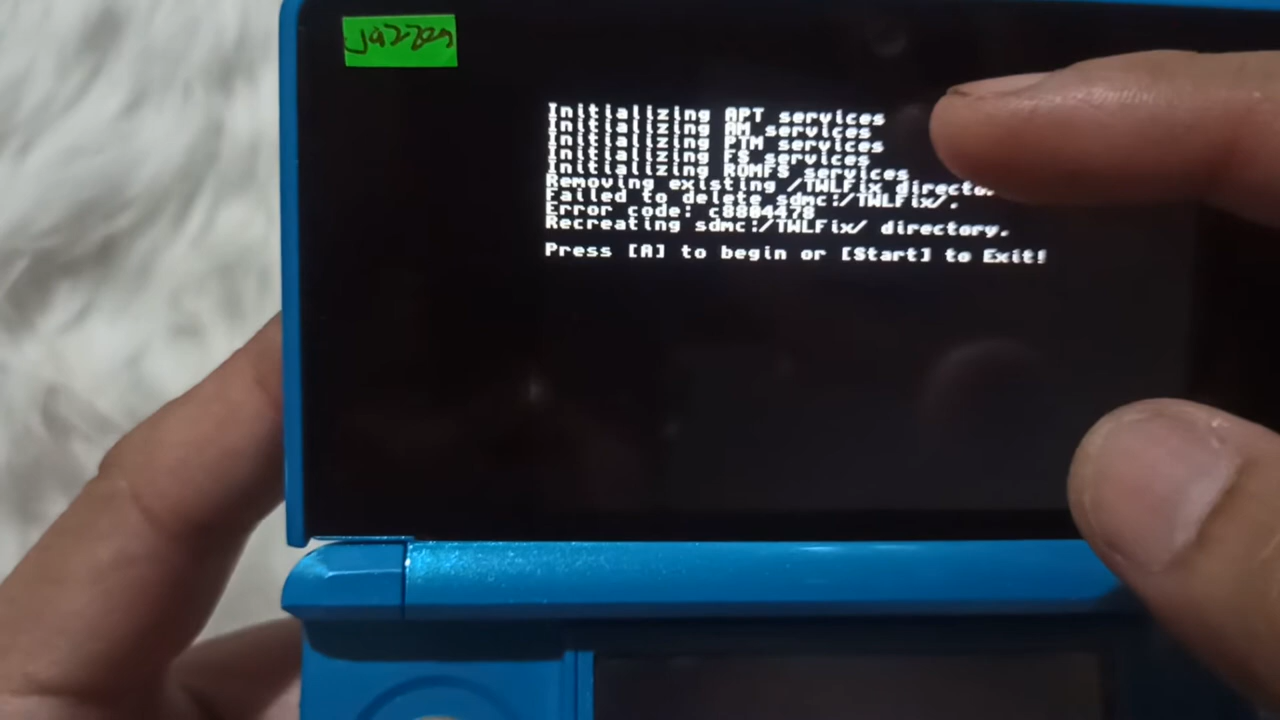 Jazzen
Initializing APT services
Initializing AM services
Initializing PTM services
Initializing FS services
Initializing ROMFS services
Removing existing /TWLFix
Failed to delete sdmc:/TWLFix/.
Error code: c8804478
Recreating sdmc:/TWLFix/ directory.
Press [A] to begin or [Start] to Exit!